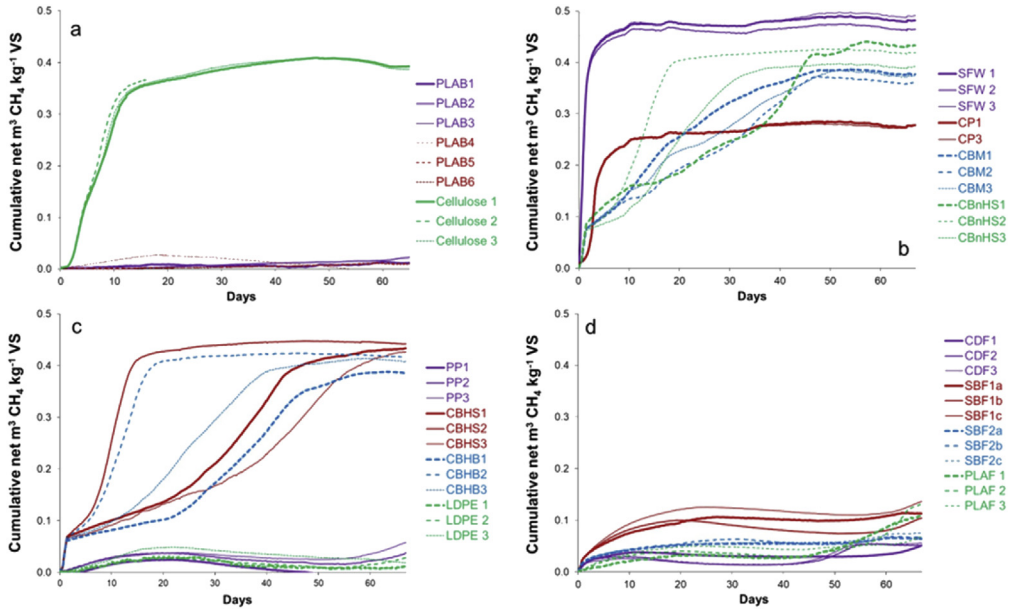 a
Cumulative net m³ CH₄ kg⁻¹ VS
0.5
0.4
0.3
0.2
0.1
0.0
0 10 20 30 40 50 60
Days
PLAB1
PLAB2
PLAB3
PLAB4
PLAB5
PLAB6
Cellulose 1
Cellulose 2
Cellulose 3
b
Cumulative net m³ CH₄ kg⁻¹ VS
0.5
0.4
0.3
0.2
0.1
0.0
0 10 20 30 40 50 60
Days
SFW 1
SFW 2
SFW 3
CP1
CP3
CBM1
CBM2
CBM3
CBnHS1
CBnHS2
CBnHS3
c
Cumulative net m³ CH₄ kg⁻¹ VS
0.5
0.4
0.3
0.2
0.1
0.0
0 10 20 30 40 50 60
Days
PP1
PP2
PP3
CBHS1
CBHS2
CBHS3
CBHB1
CBHB2
CBHB3
LDPE 1
LDPE 2
LDPE 3
d
Cumulative net m³ CH₄ kg⁻¹ VS
0.5
0.4
0.3
0.2
0.1
0.0
0 10 20 30 40 50 60
Days
CDF1
CDF2
CDF3
SBF1a
SBF1b
SBF1c
SBF2a
SBF2b
SBF2c
PLAF 1
PLAF 2
PLAF 3